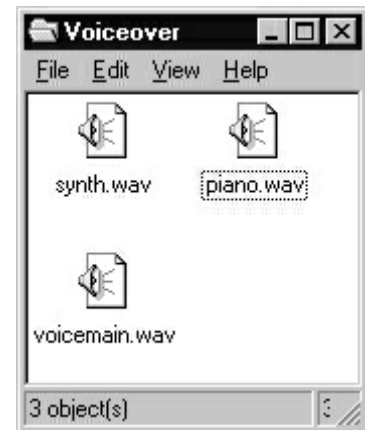 Voiceover
File Edit View Help
synth.wav piano.wav
voicemain.wav
3 object(s)